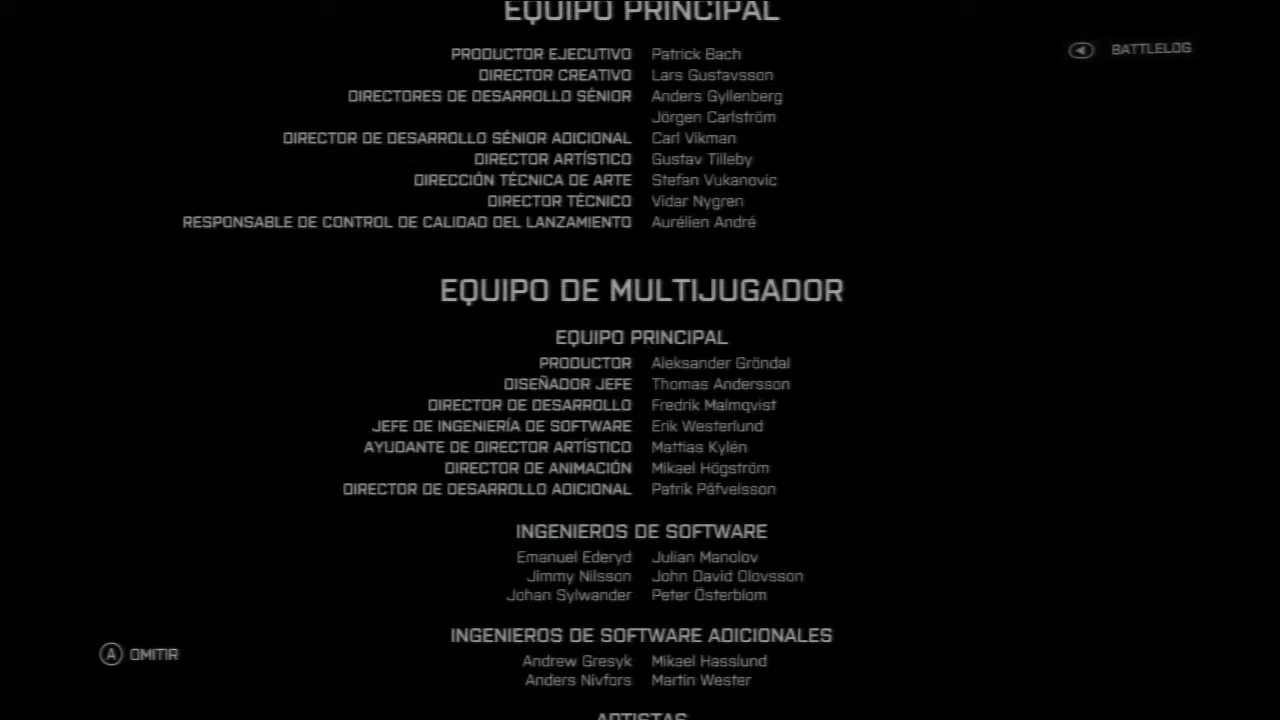 EQUIPO PRINCIPAL
BATTLELOG
PRODUCTOR EJECUTIVO Patrick Bach
DIRECTOR CREATIVO Lars Gustavsson
DIRECTORES DE DESARROLLO SÉNIOR Anders Gyllenberg
Jörgen Carlström
DIRECTOR DE DESARROLLO SÉNIOR ADICIONAL Carl Vikman
DIRECTOR ARTÍSTICO Gustav Tilleby
DIRECCIÓN TÉCNICA DE ARTE Stefan Vukanovic
DIRECTOR TÉCNICO Vidar Nygren
RESPONSABLE DE CONTROL DE CALIDAD DEL LANZAMIENTO Aurélien André
EQUIPO DE MULTIJUGADOR
EQUIPO PRINCIPAL
PRODUCTOR Aleksander Gröndal
DISEÑADOR JEFE Thomas Andersson
DIRECTOR DE DESARROLLO Fredrik Malmqvist
JEFE DE INGENIERÍA DE SOFTWARE Erik Westerlund
AYUDANTE DE DIRECTOR ARTÍSTICO Mattias Kylén
DIRECTOR DE ANIMACIÓN Mikael Högström
DIRECTOR DE DESARROLLO ADICIONAL Patrik Påfvelsson
INGENIEROS DE SOFTWARE
Emanuel Ederyd Julian Manolov
Jimmy Nilsson John David Olovsson
Johan Sylwander Peter Österblom
INGENIEROS DE SOFTWARE ADICIONALES
A OMITIR
Andrew Gresyk Mikael Hasslund
Anders Nivfors Martin Wester
ARTISTAS